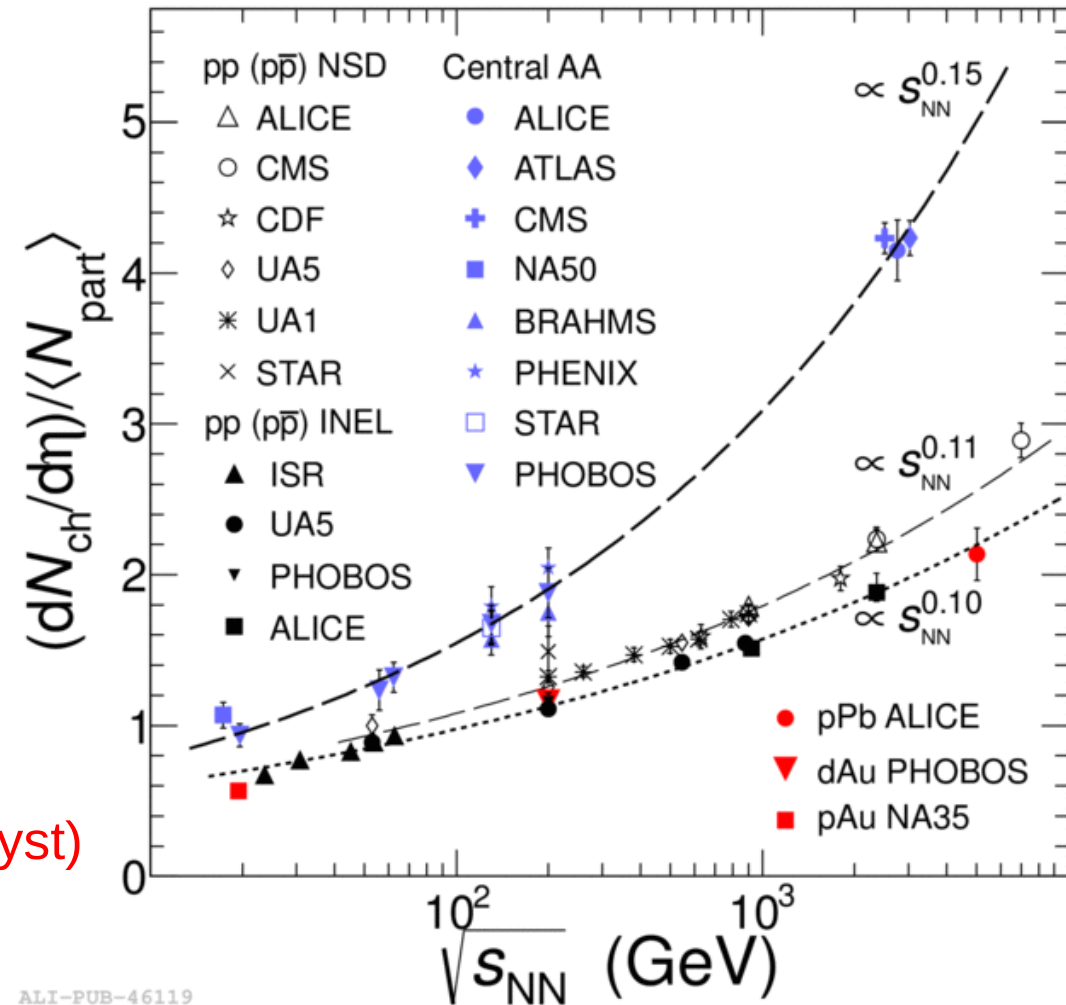 pp (pp̅) NSD
ALICE
CMS
CDF
UA5
UA1
STAR
pp (pp̅) INEL
ISR
UA5
PHOBOS
ALICE
Central AA
ALICE
ATLAS
CMS
NA50
BRAHMS
PHENIX
STAR
PHOBOS
∝ s_NN^0.15
∝ s_NN^0.11
∝ s_NN^0.10
pPb ALICE
dAu PHOBOS
pAu NA35
(dN_ch/dη)/⟨N_part⟩
5
4
3
2
1
0
10^2
10^3
√s_NN (GeV)
yst)
ALI-PUB-46119